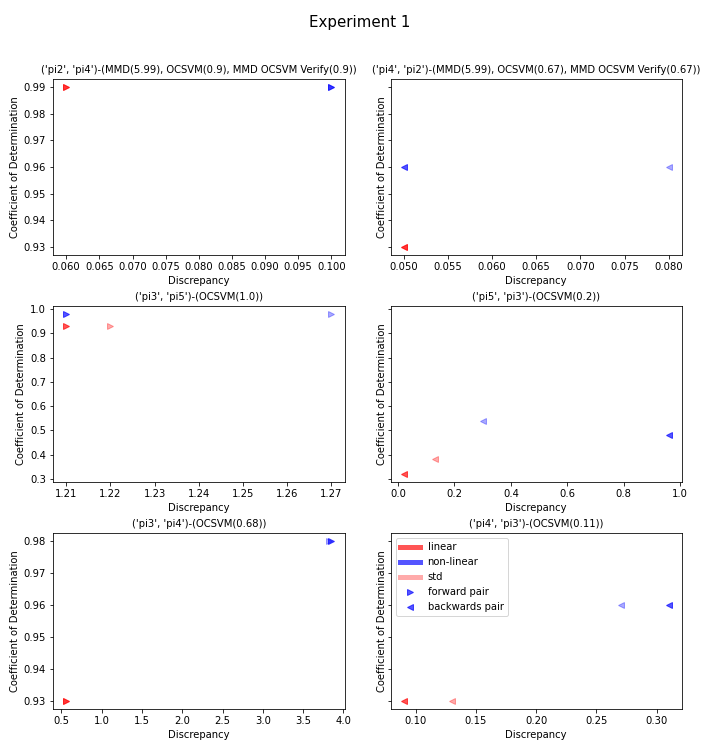 Experiment 1
('pi2', 'pi4')-(MMD(5.99), OCSVM(0.9), MMD OCSVM Verify(0.9))
Coefficient of Determination
0.99
0.98
0.97
0.96
0.95
0.94
0.93
0.060 0.065 0.070 0.075 0.080 0.085 0.090 0.095 0.100
Discrepancy
('pi4', 'pi2')-(MMD(5.99), OCSVM(0.67), MMD OCSVM Verify(0.67))
Coefficient of Determination
0.050 0.055 0.060 0.065 0.070 0.075 0.080
Discrepancy
('pi3', 'pi5')-(OCSVM(1.0))
Coefficient of Determination
1.0
0.9
0.8
0.7
0.6
0.5
0.4
0.3
1.21 1.22 1.23 1.24 1.25 1.26 1.27
Discrepancy
('pi5', 'pi3')-(OCSVM(0.2))
Coefficient of Determination
0.0 0.2 0.4 0.6 0.8 1.0
Discrepancy
('pi3', 'pi4')-(OCSVM(0.68))
Coefficient of Determination
0.98
0.97
0.96
0.95
0.94
0.93
0.5 1.0 1.5 2.0 2.5 3.0 3.5 4.0
Discrepancy
('pi4', 'pi3')-(OCSVM(0.11))
Coefficient of Determination
linear
non-linear
std
forward pair
backwards pair
0.10 0.15 0.20 0.25 0.30
Discrepancy